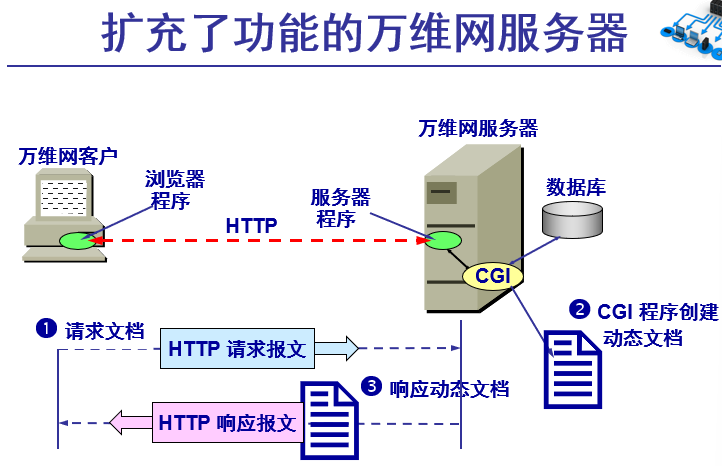 扩充了功能的万维网服务器
万维网服务器
万维网客户
浏览器
程序
服务器
程序
数据库
HTTP
CGI
❶ 请求文档
HTTP 请求报文
❷ CGI 程序创建
动态文档
❸ 响应动态文档
HTTP 响应报文